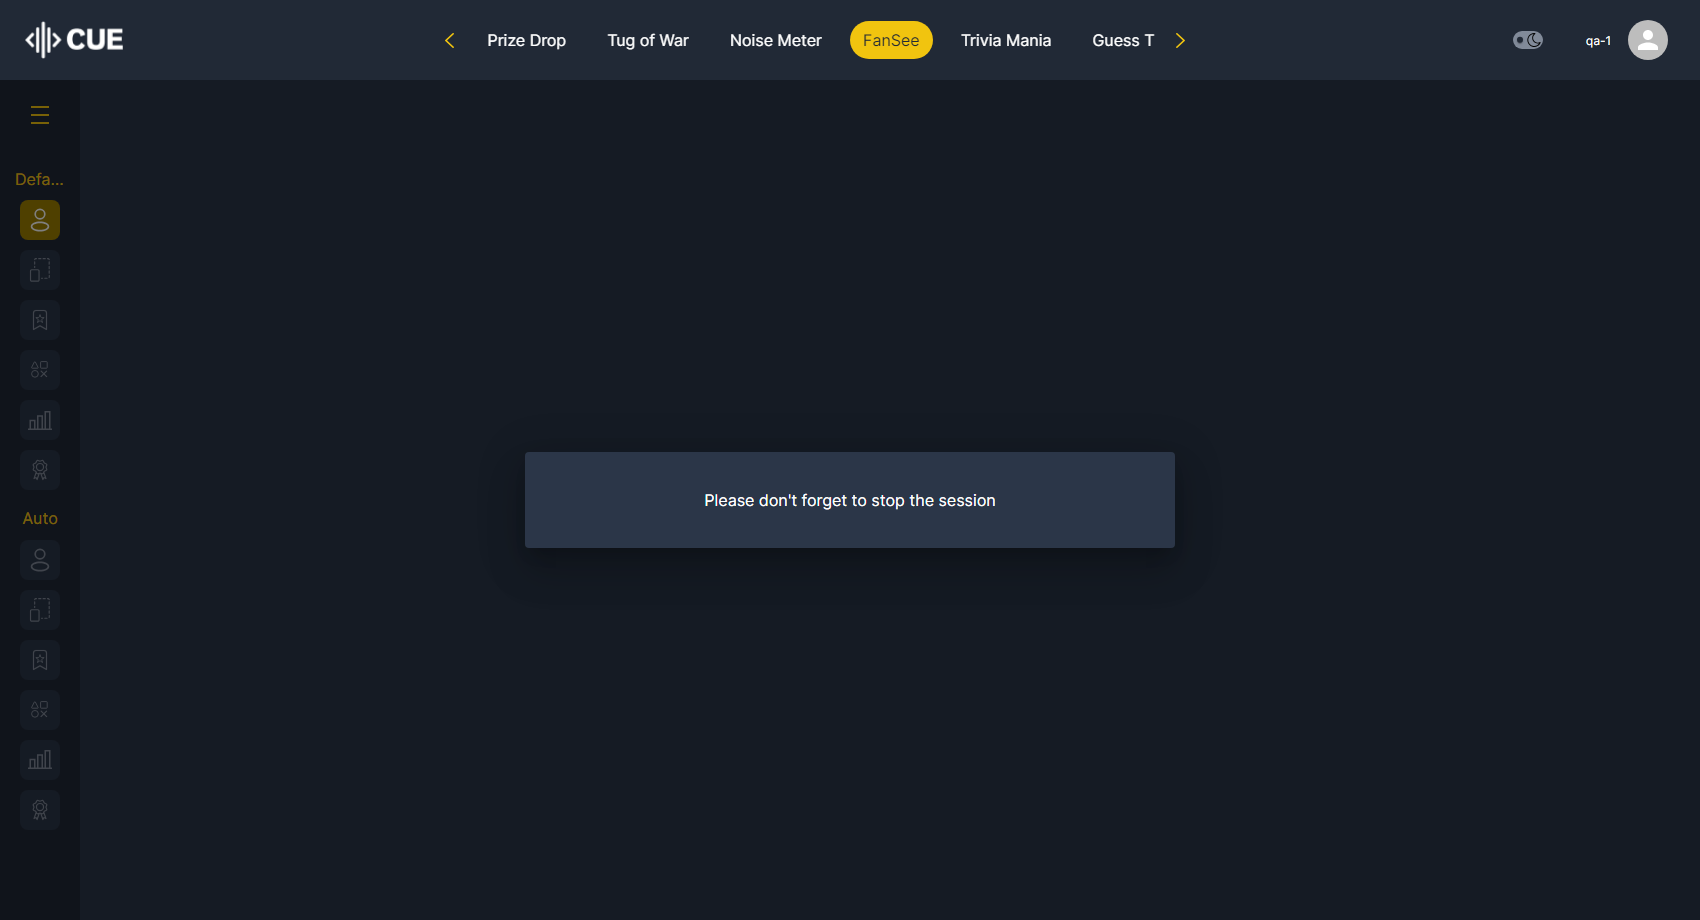 CUE
Prize Drop
Tug of War
Noise Meter
FanSee
Trivia Mania
Guess T
qa-1
Defa...
Please don't forget to stop the session
Auto